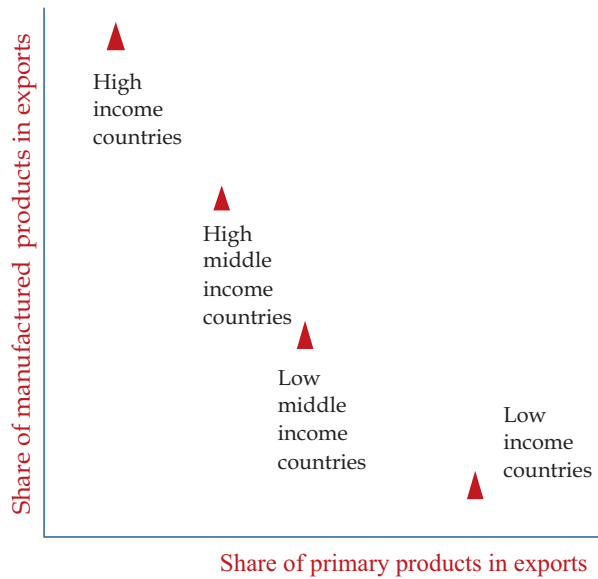 Share of manufactured products in exports
High
income
countries
High
middle
income
countries
Low
middle
income
countries
Low
income
countries
Share of primary products in exports